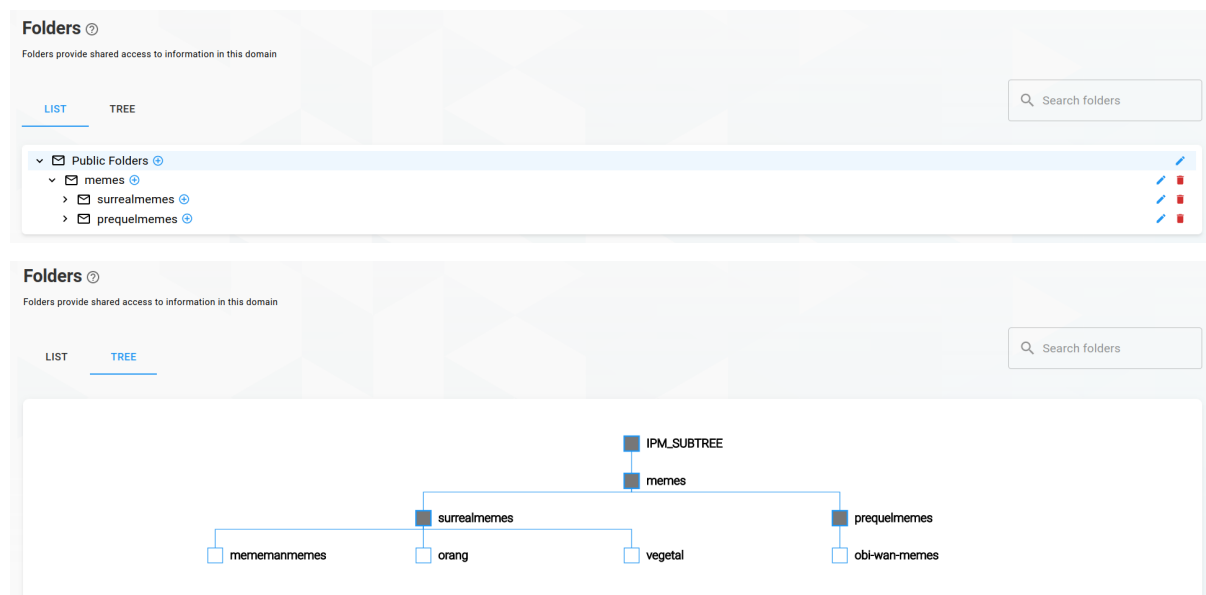 Folders
Folders provide shared access to information in this domain
LIST TREE
Search folders
Public Folders
memes
surrealmemes
prequelmemes
Folders
Folders provide shared access to information in this domain
LIST TREE
Search folders
IPM_SUBTREE
memes
surrealmemes prequelmemes
mememanmemes orang vegetal obi-wan-memes